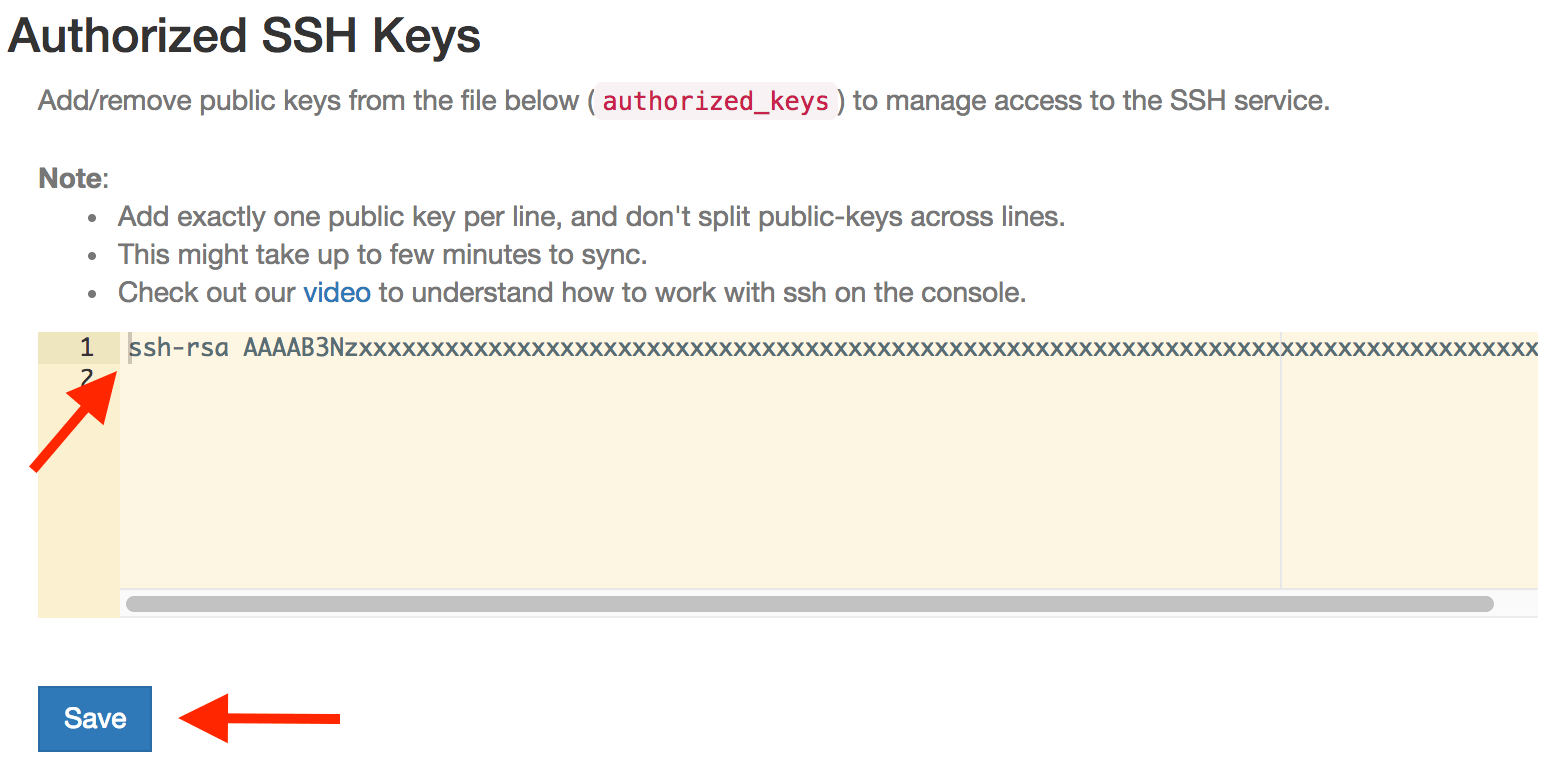 Authorized SSH Keys
Add/remove public keys from the file below (authorized_keys) to manage access to the SSH service.
Note:
• Add exactly one public key per line, and don't split public-keys across lines.
• This might take up to few minutes to sync.
• Check out our video to understand how to work with ssh on the console.
1 ssh-rsa AAAAB3Nzxxxxxxxxxxxxxxxxxxxxxxxxxxxxxxxxxxxxxxxxxxxxxxxxxxxxxxxxxxxxxxxxxxxxxxxxxxxxxxxxxx
2
Save